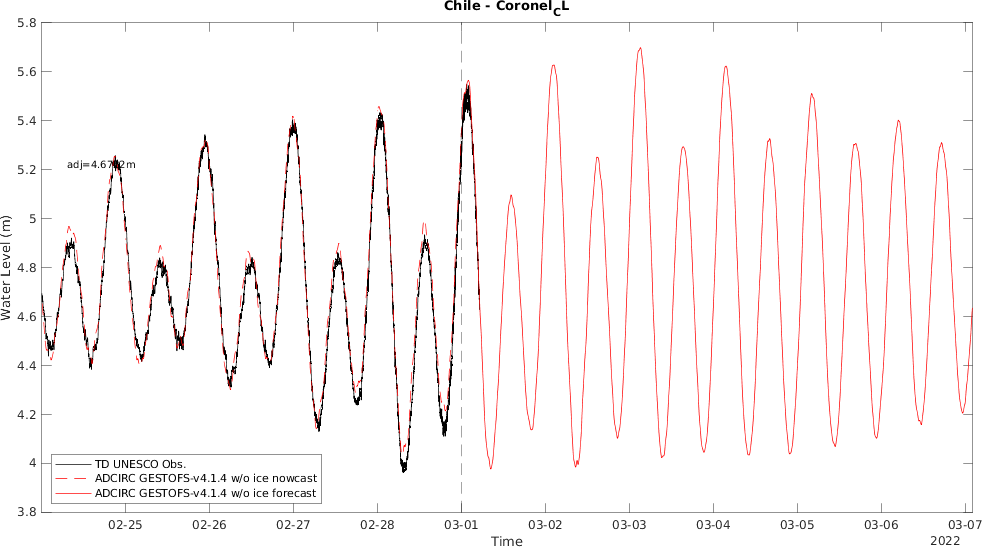 Chile - Coronel_CL
5.8
5.6
5.4
5.2
5
4.8
4.6
4.4
4.2
4
3.8
Water Level (m)
TD UNESCO Obs.
ADCIRC GESTOFS-v4.1.4 w/o ice nowcast
ADCIRC GESTOFS-v4.1.4 w/o ice forecast
02-25 02-26 02-27 02-28 03-01 03-02 03-03 03-04 03-05 03-06 03-07
Time
2022